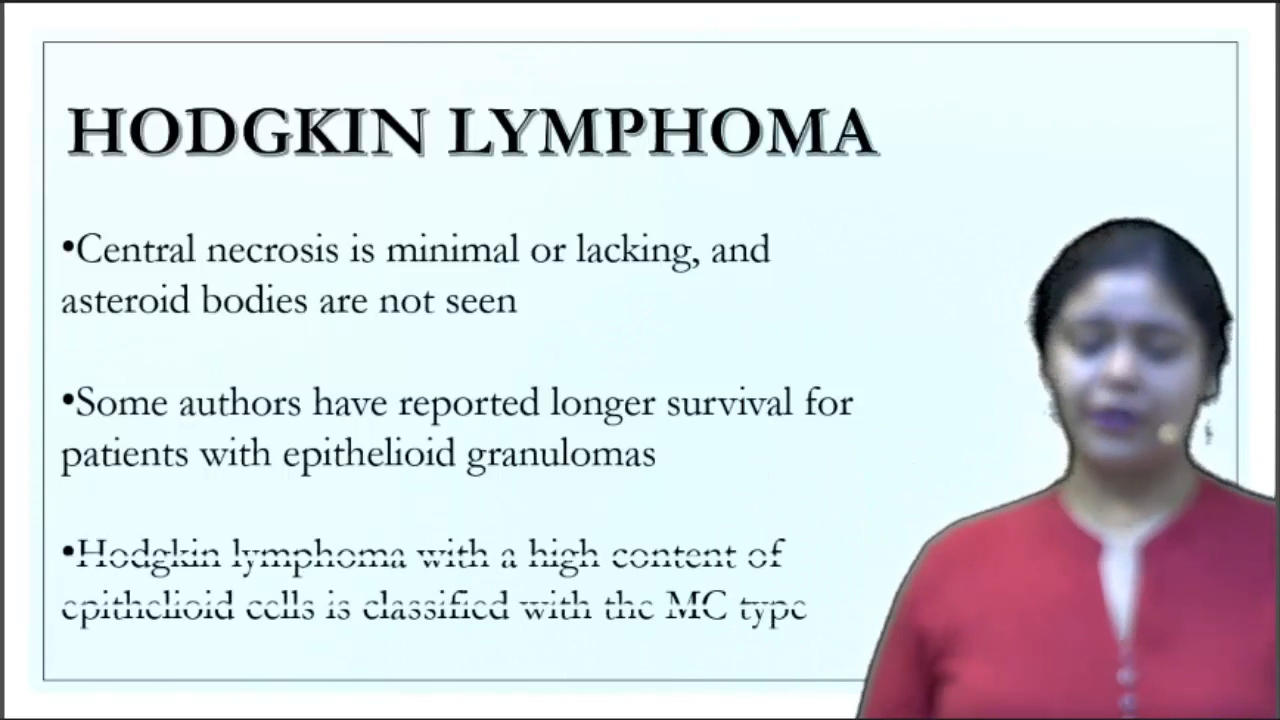 HODGKIN LYMPHOMA
•Central necrosis is minimal or lacking, and
asteroid bodies are not seen
•Some authors have reported longer survival for
patients with epithelioid granulomas
•Hodgkin lymphoma with a high content of
epithelioid cells is classified with the MC type